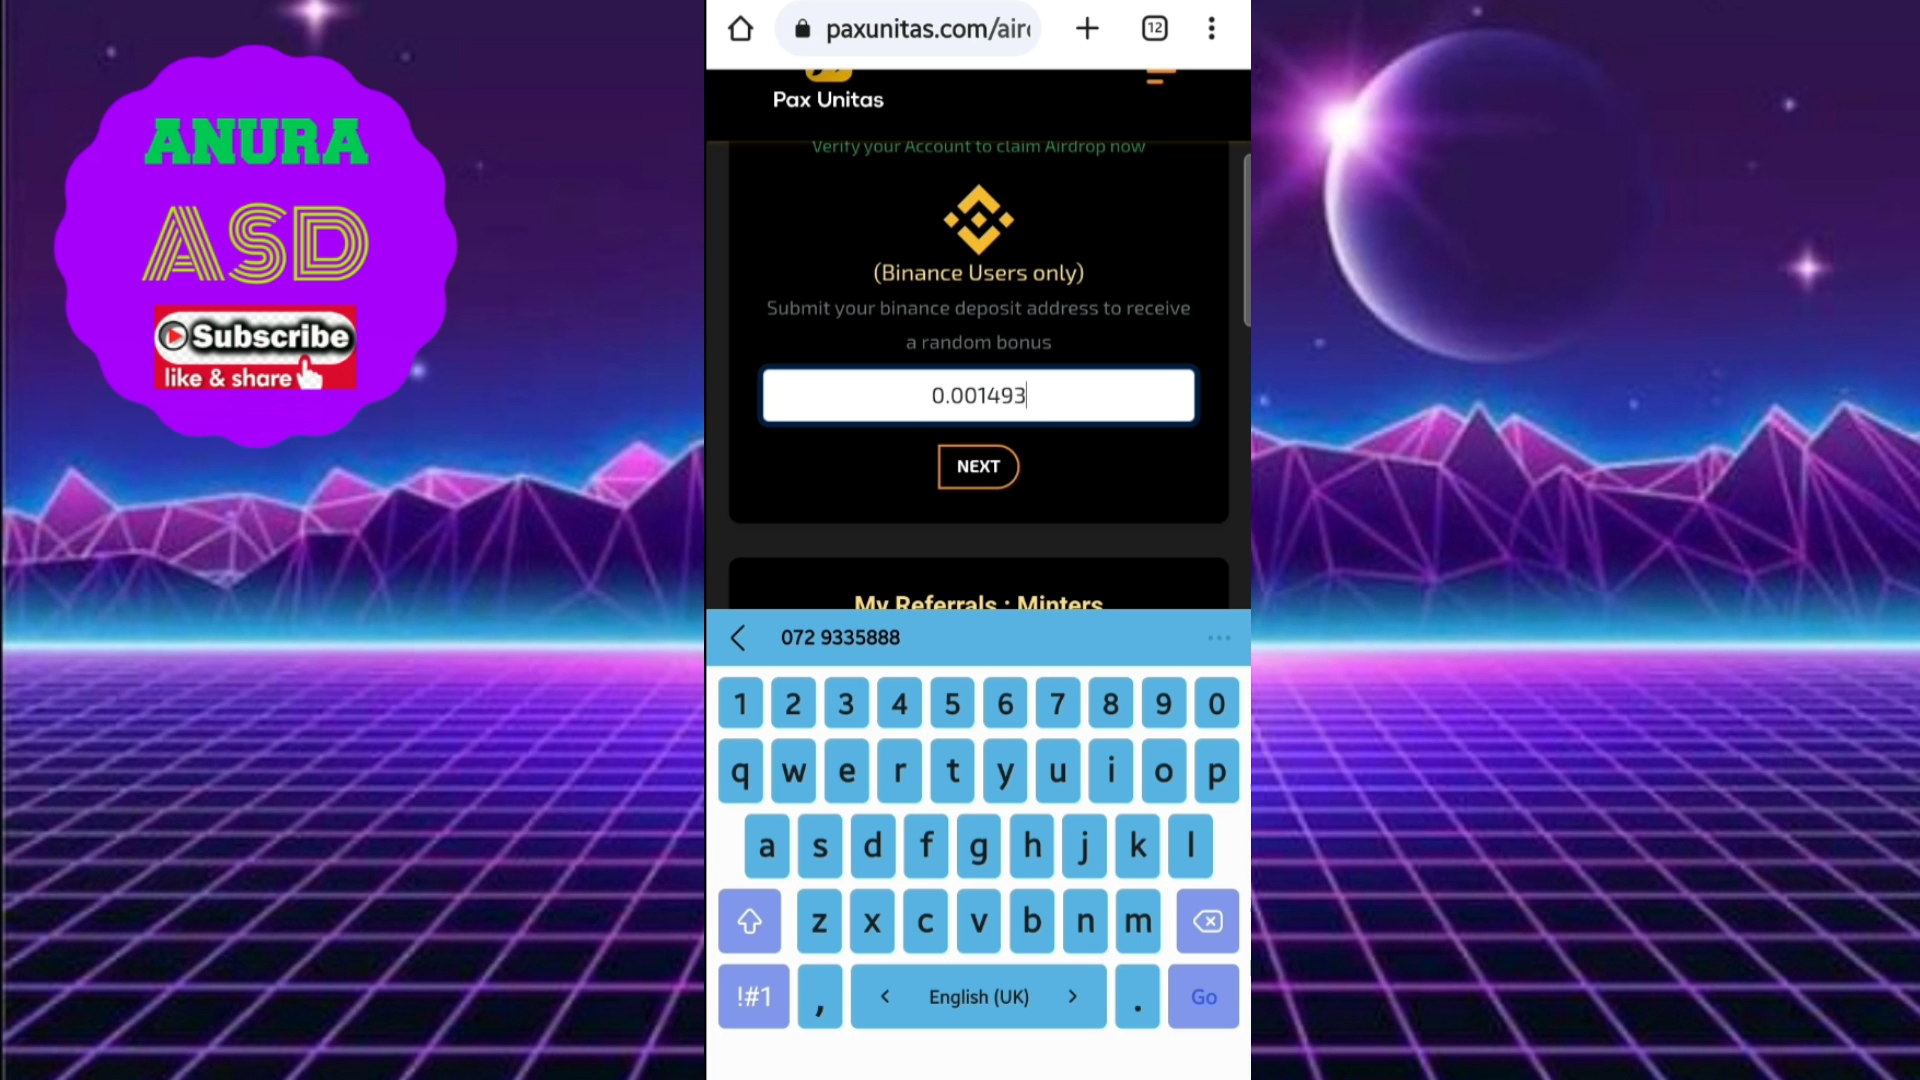 ANURA
ASD
Subscribe
like & share
paxunitas.com/air
12
Pax Unitas
Verify your Account to claim Airdrop now
(Binance Users only)
Submit your binance deposit address to receive
a random bonus
0.001493
NEXT
My Referrals : Minters
072 9335888
1 2 3 4 5 6 7 8 9 0
q w e r t y u i o p
a s d f g h j k l
z x c v b n m
!#1 , < English (UK) > . Go